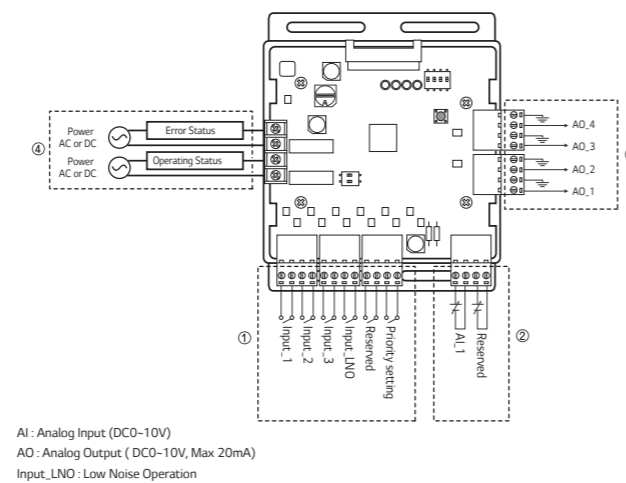 ④
Power
AC or DC
Error Status
Power
AC or DC
Operating Status
AO_4
AO_3
AO_2
AO_1
①
Input_1
Input_2
Input_3
Input_LNO
Reserved
Priority setting
AI_1
Reserved
②
AI : Analog Input (DC0~10V)
AO : Analog Output ( DC0~10V, Max 20mA)
Input_LNO : Low Noise Operation